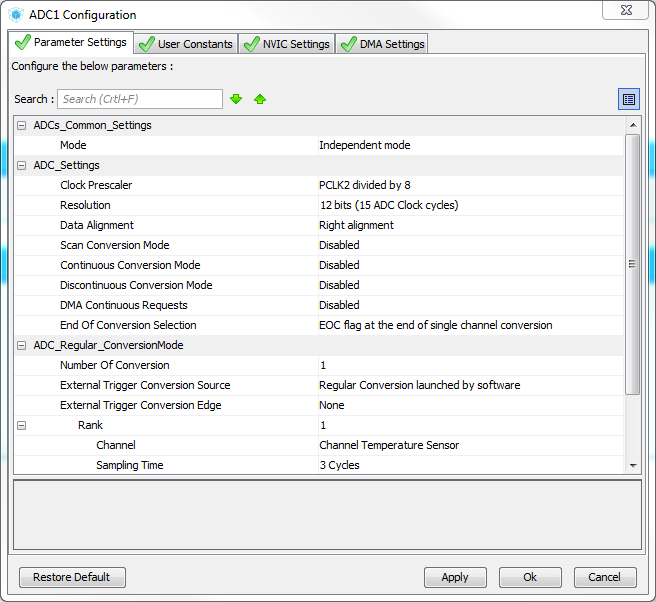 ADC1 Configuration
Parameter Settings User Constants NVIC Settings DMA Settings
Configure the below parameters :
Search : Search (Crtl+F)
ADCs_Common_Settings
Mode Independent mode
ADC_Settings
Clock Prescaler PCLK2 divided by 8
Resolution 12 bits (15 ADC Clock cycles)
Data Alignment Right alignment
Scan Conversion Mode Disabled
Continuous Conversion Mode Disabled
Discontinuous Conversion Mode Disabled
DMA Continuous Requests Disabled
End Of Conversion Selection EOC flag at the end of single channel conversion
ADC_Regular_ConversionMode
Number Of Conversion 1
External Trigger Conversion Source Regular Conversion launched by software
External Trigger Conversion Edge None
Rank 1
Channel Channel Temperature Sensor
Sampling Time 3 Cycles
Restore Default Apply Ok Cancel